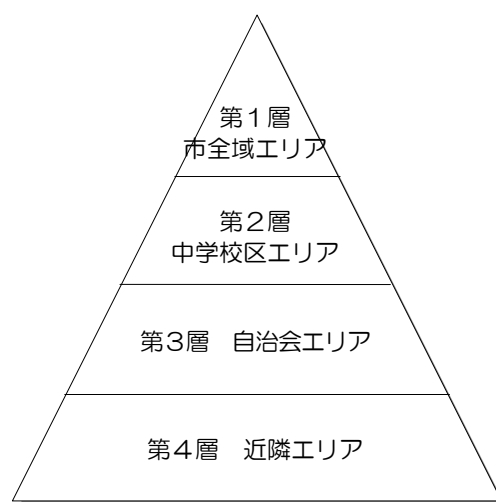 第１層
市全域エリア
第２層
中学校区エリア
第３層　自治会エリア
第４層　近隣エリア